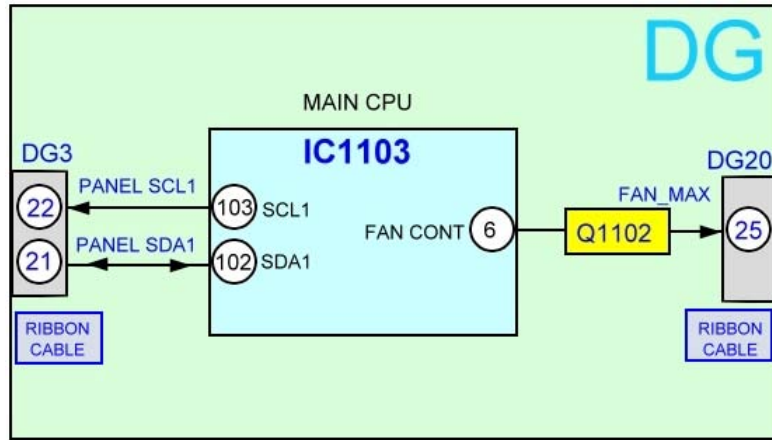 DG
MAIN CPU
IC1103
DG3
DG20
PANEL SCL1
FAN_MAX
22
103
SCL1
FAN CONT
6
Q1102
25
PANEL SDA1
21
102
SDA1
RIBBON
CABLE
RIBBON
CABLE